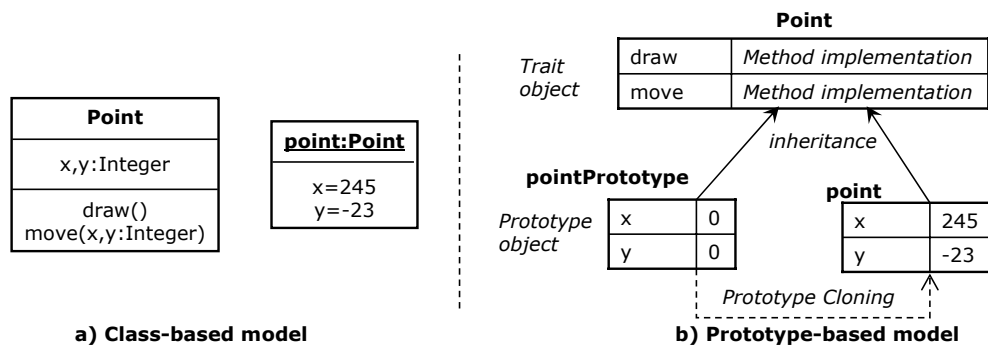 Point
x,y:Integer
draw()
move(x,y:Integer)
point:Point
x=245
y=-23
a) Class-based model
Point
Trait
object
draw Method implementation
move Method implementation
inheritance
pointPrototype
Prototype
object
x 0
y 0
point
x 245
y -23
Prototype Cloning
b) Prototype-based model